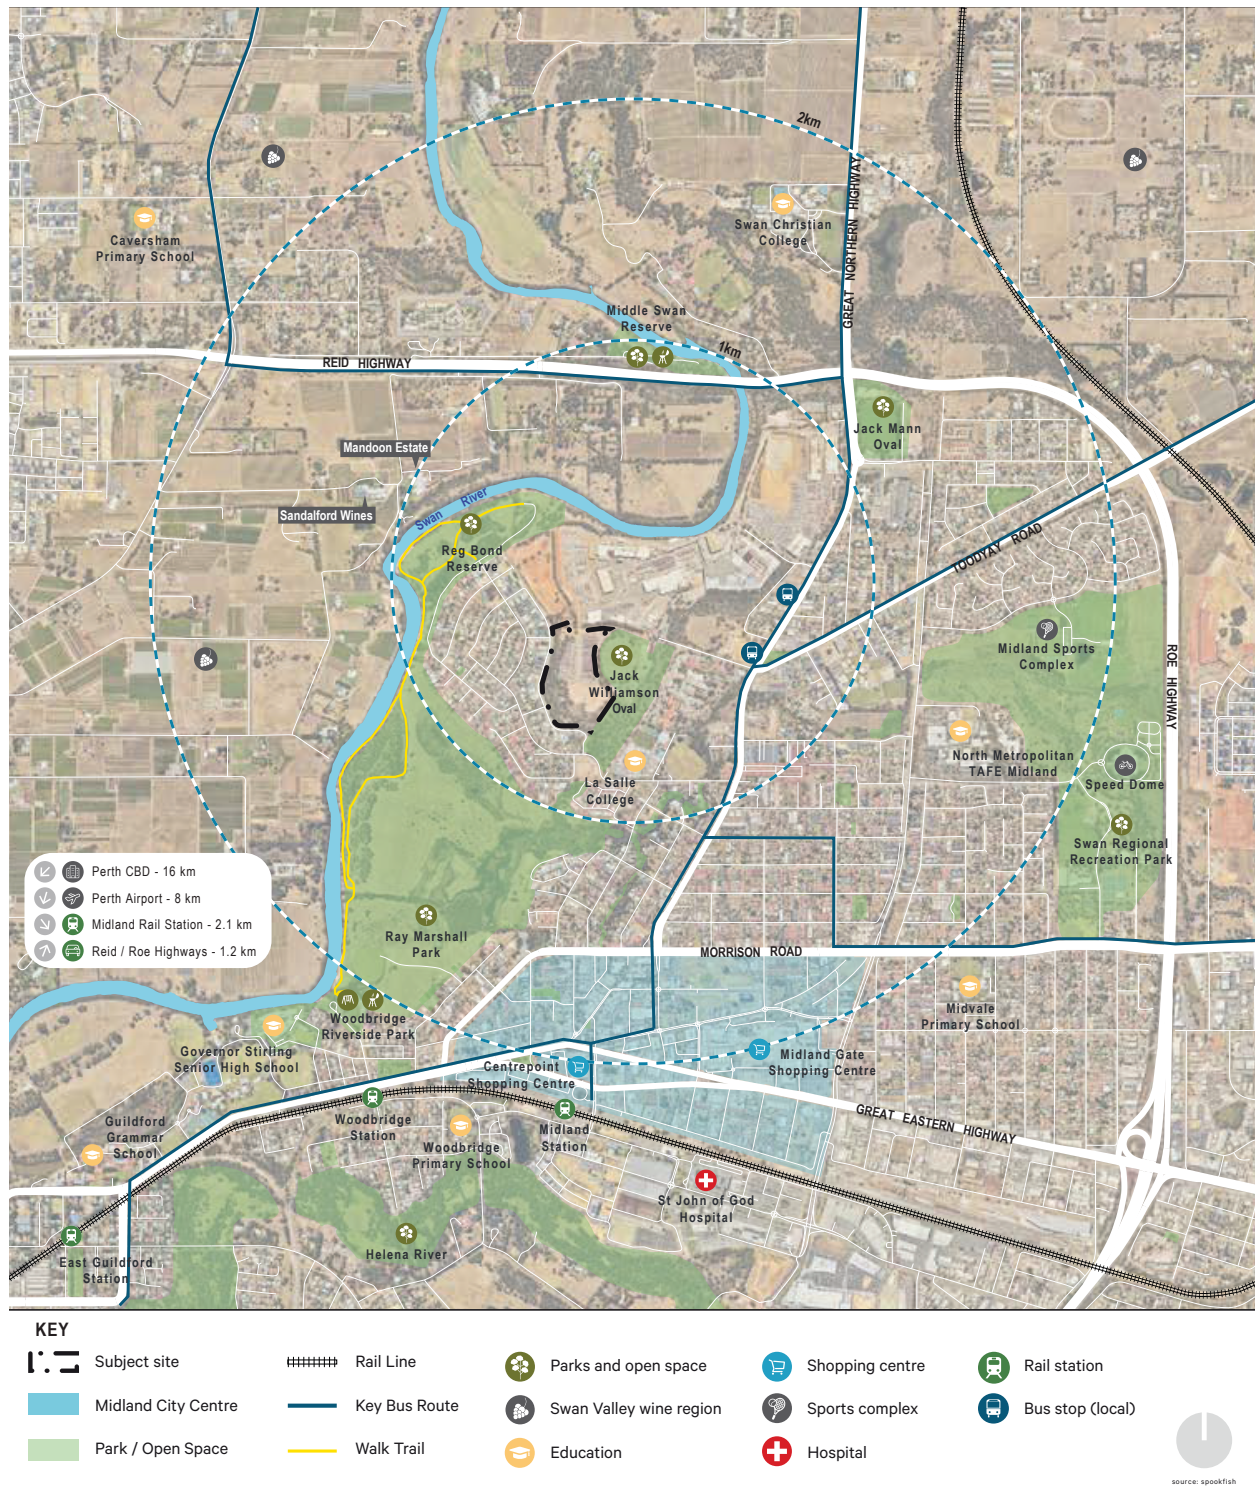 2km
Swan Christian
College
Caversham
Primary School
GREAT NORTHERN HIGHWAY
Middle Swan
Reserve
1km
REID HIGHWAY
Jack Mann
Oval
Mandoon Estate
Sandalford Wines
Swan River
Reg Bond
Reserve
TOODYAY ROAD
Midland Sports
Complex
ROE HIGHWAY
Jack
Williamson
Oval
North Metropolitan
TAFE Midland
La Salle
College
Speed Dome
Swan Regional
Recreation Park
Perth CBD - 16 km
Perth Airport - 8 km
Midland Rail Station - 2.1 km
Reid / Roe Highways - 1.2 km
Ray Marshall
Park
MORRISON ROAD
Midvale
Primary School
Woodbridge
Riverside Park
Governor Stirling
Senior High School
Midland Gate
Shopping Centre
Centrepoint
Shopping Centre
GREAT EASTERN HIGHWAY
Guildford
Grammar
School
Woodbridge
Station
Midland
Station
Woodbridge
Primary School
St John of God
Hospital
Helena River
East Guildford
Station
KEY
Subject site
Midland City Centre
Park / Open Space
Rail Line
Key Bus Route
Walk Trail
Parks and open space
Swan Valley wine region
Education
Shopping centre
Sports complex
Hospital
Rail station
Bus stop (local)
source: spookfish